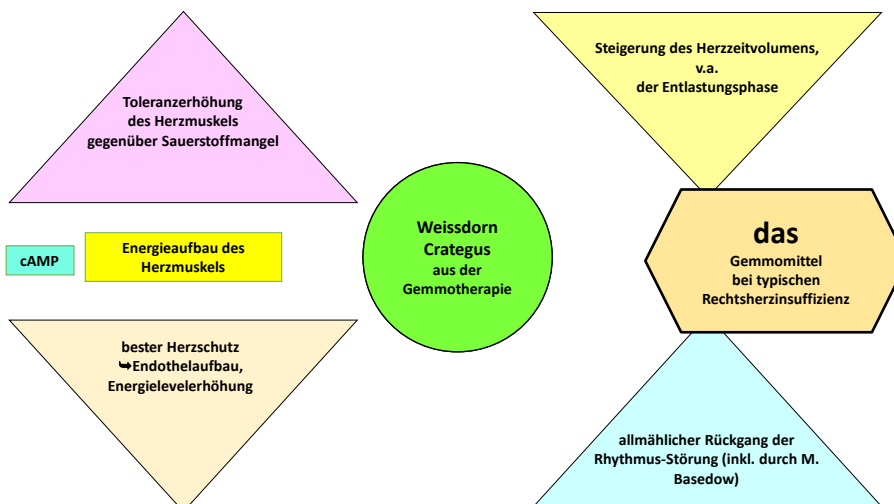 Toleranzerhöhung
des Herzmuskels
gegenüber Sauerstoffmangel
Steigerung des Herzzeitvolumens,
v.a.
der Entlastungsphase
Weissdorn
Crategus
aus der
Gemmotherapie
das
Gemmomittel
bei typischen
Rechtsherzinsuffizienz
cAMP
Energieaufbau des
Herzmuskels
bester Herzschutz
➥Endothelaufbau,
Energielevelerhöhung
allmählicher Rückgang der
Rhythmus-Störung (inkl. durch M.
Basedow)